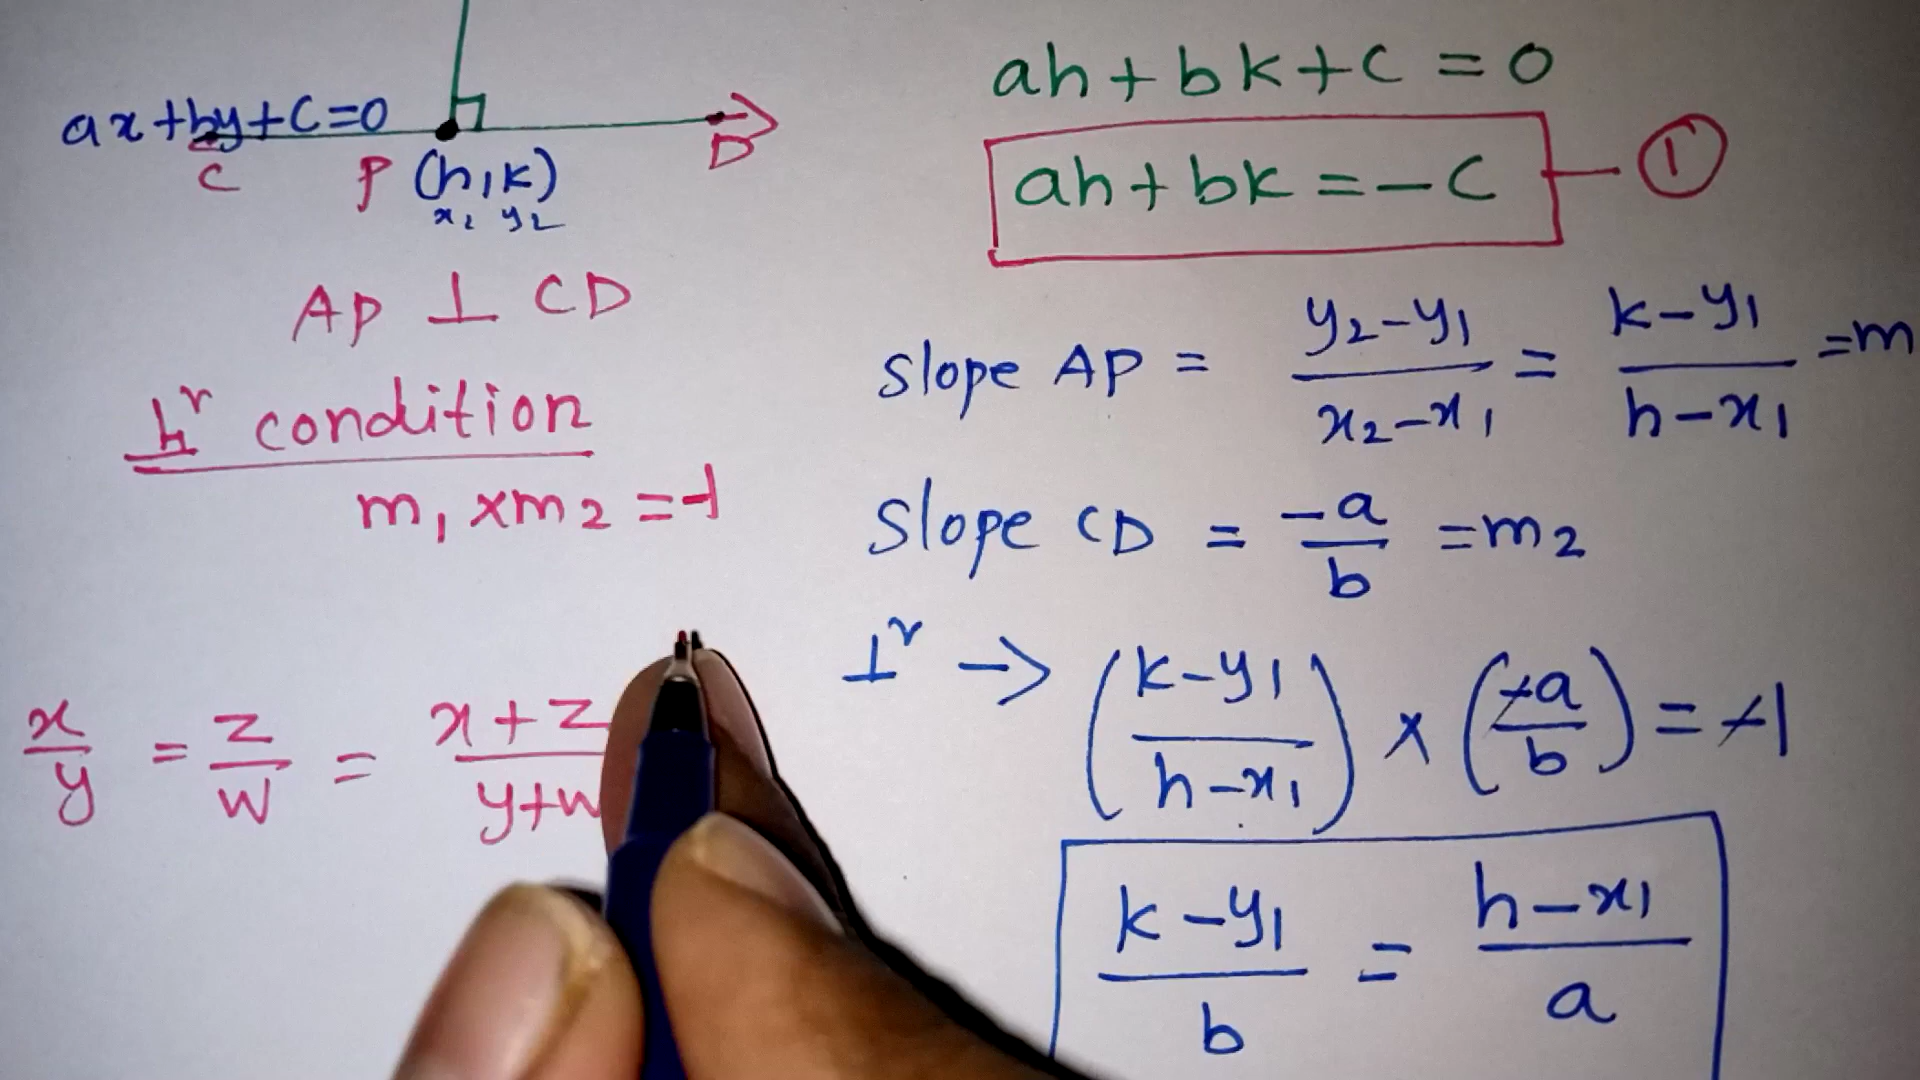 ax+by+c=0
C P (h,k) D
x2 y2
AP ⊥ CD
⊥r condition
m1 x m2 = -1
x/y = z/w = x+z/y+w
ah+bk+c = 0
ah+bk = -c — 1
Slope AP = y2-y1/x2-x1 = k-y1/h-x1 = m
Slope CD = -a/b = m2
⊥r → (k-y1/h-x1) x (-a/b) = -1
k-y1/b = h-x1/a